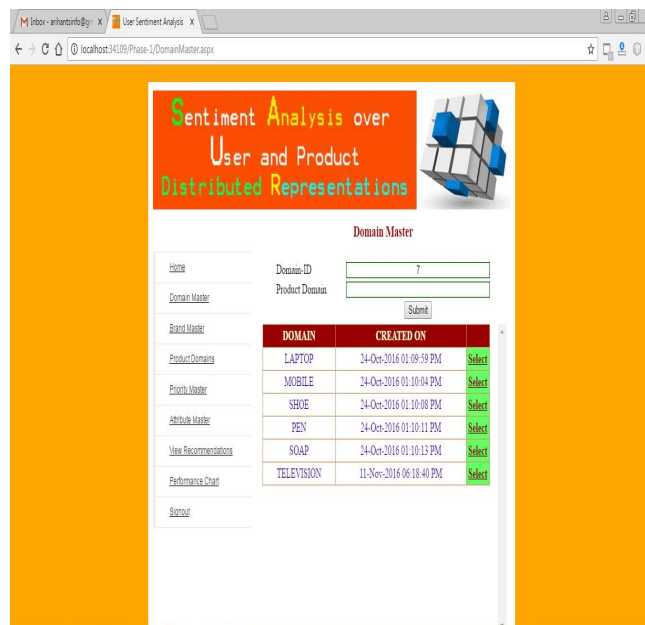 Inbox - arihantsinfo@gm
User Sentiment Analysis
localhost:34109/Phase-1/DomainMaster.aspx
Sentiment Analysis over
User and Product
Distributed Representations
Domain Master
Home
Domain Master
Brand Master
Product Domains
Priority Master
Attribute Master
View Recommendations
Performance Chart
Signout
Domain-ID 7
Product Domain
Submit
DOMAIN CREATED ON
LAPTOP 24-Oct-2016 01:09:59 PM Select
MOBILE 24-Oct-2016 01:10:04 PM Select
SHOE 24-Oct-2016 01:10:08 PM Select
PEN 24-Oct-2016 01:10:11 PM Select
SOAP 24-Oct-2016 01:10:13 PM Select
TELEVISION 11-Nov-2016 06:18:40 PM Select